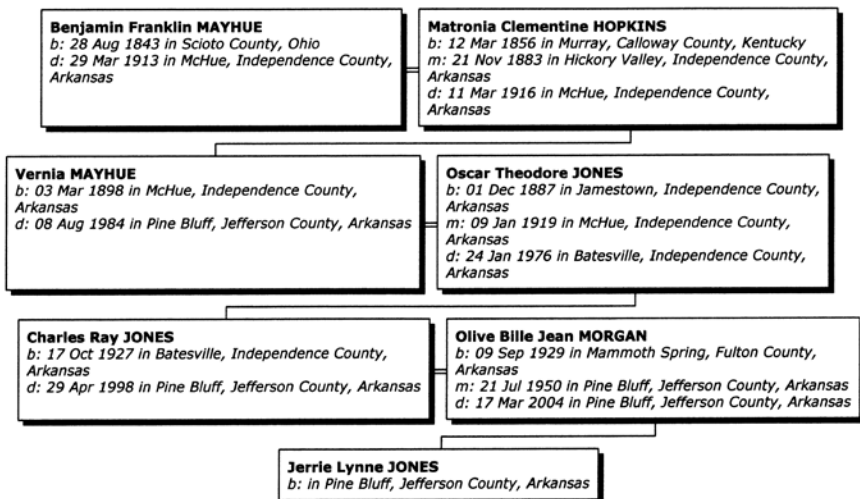 Benjamin Franklin MAYHUE
b: 28 Aug 1843 in Scioto County, Ohio
d: 29 Mar 1913 in McHue, Independence County,
Arkansas
Matronia Clementine HOPKINS
b: 12 Mar 1856 in Murray, Calloway County, Kentucky
m: 21 Nov 1883 in Hickory Valley, Independence County,
Arkansas
d: 11 Mar 1916 in McHue, Independence County,
Arkansas
Vernia MAYHUE
b: 03 Mar 1898 in McHue, Independence County,
Arkansas
d: 08 Aug 1984 in Pine Bluff, Jefferson County, Arkansas
Oscar Theodore JONES
b: 01 Dec 1887 in Jamestown, Independence County,
Arkansas
m: 09 Jan 1919 in McHue, Independence County,
Arkansas
d: 24 Jan 1976 in Batesville, Independence County,
Arkansas
Charles Ray JONES
b: 17 Oct 1927 in Batesville, Independence County,
Arkansas
d: 29 Apr 1998 in Pine Bluff, Jefferson County, Arkansas
Olive Bille Jean MORGAN
b: 09 Sep 1929 in Mammoth Spring, Fulton County,
Arkansas
m: 21 Jul 1950 in Pine Bluff, Jefferson County, Arkansas
d: 17 Mar 2004 in Pine Bluff, Jefferson County, Arkansas
Jerrie Lynne JONES
b: in Pine Bluff, Jefferson County, Arkansas